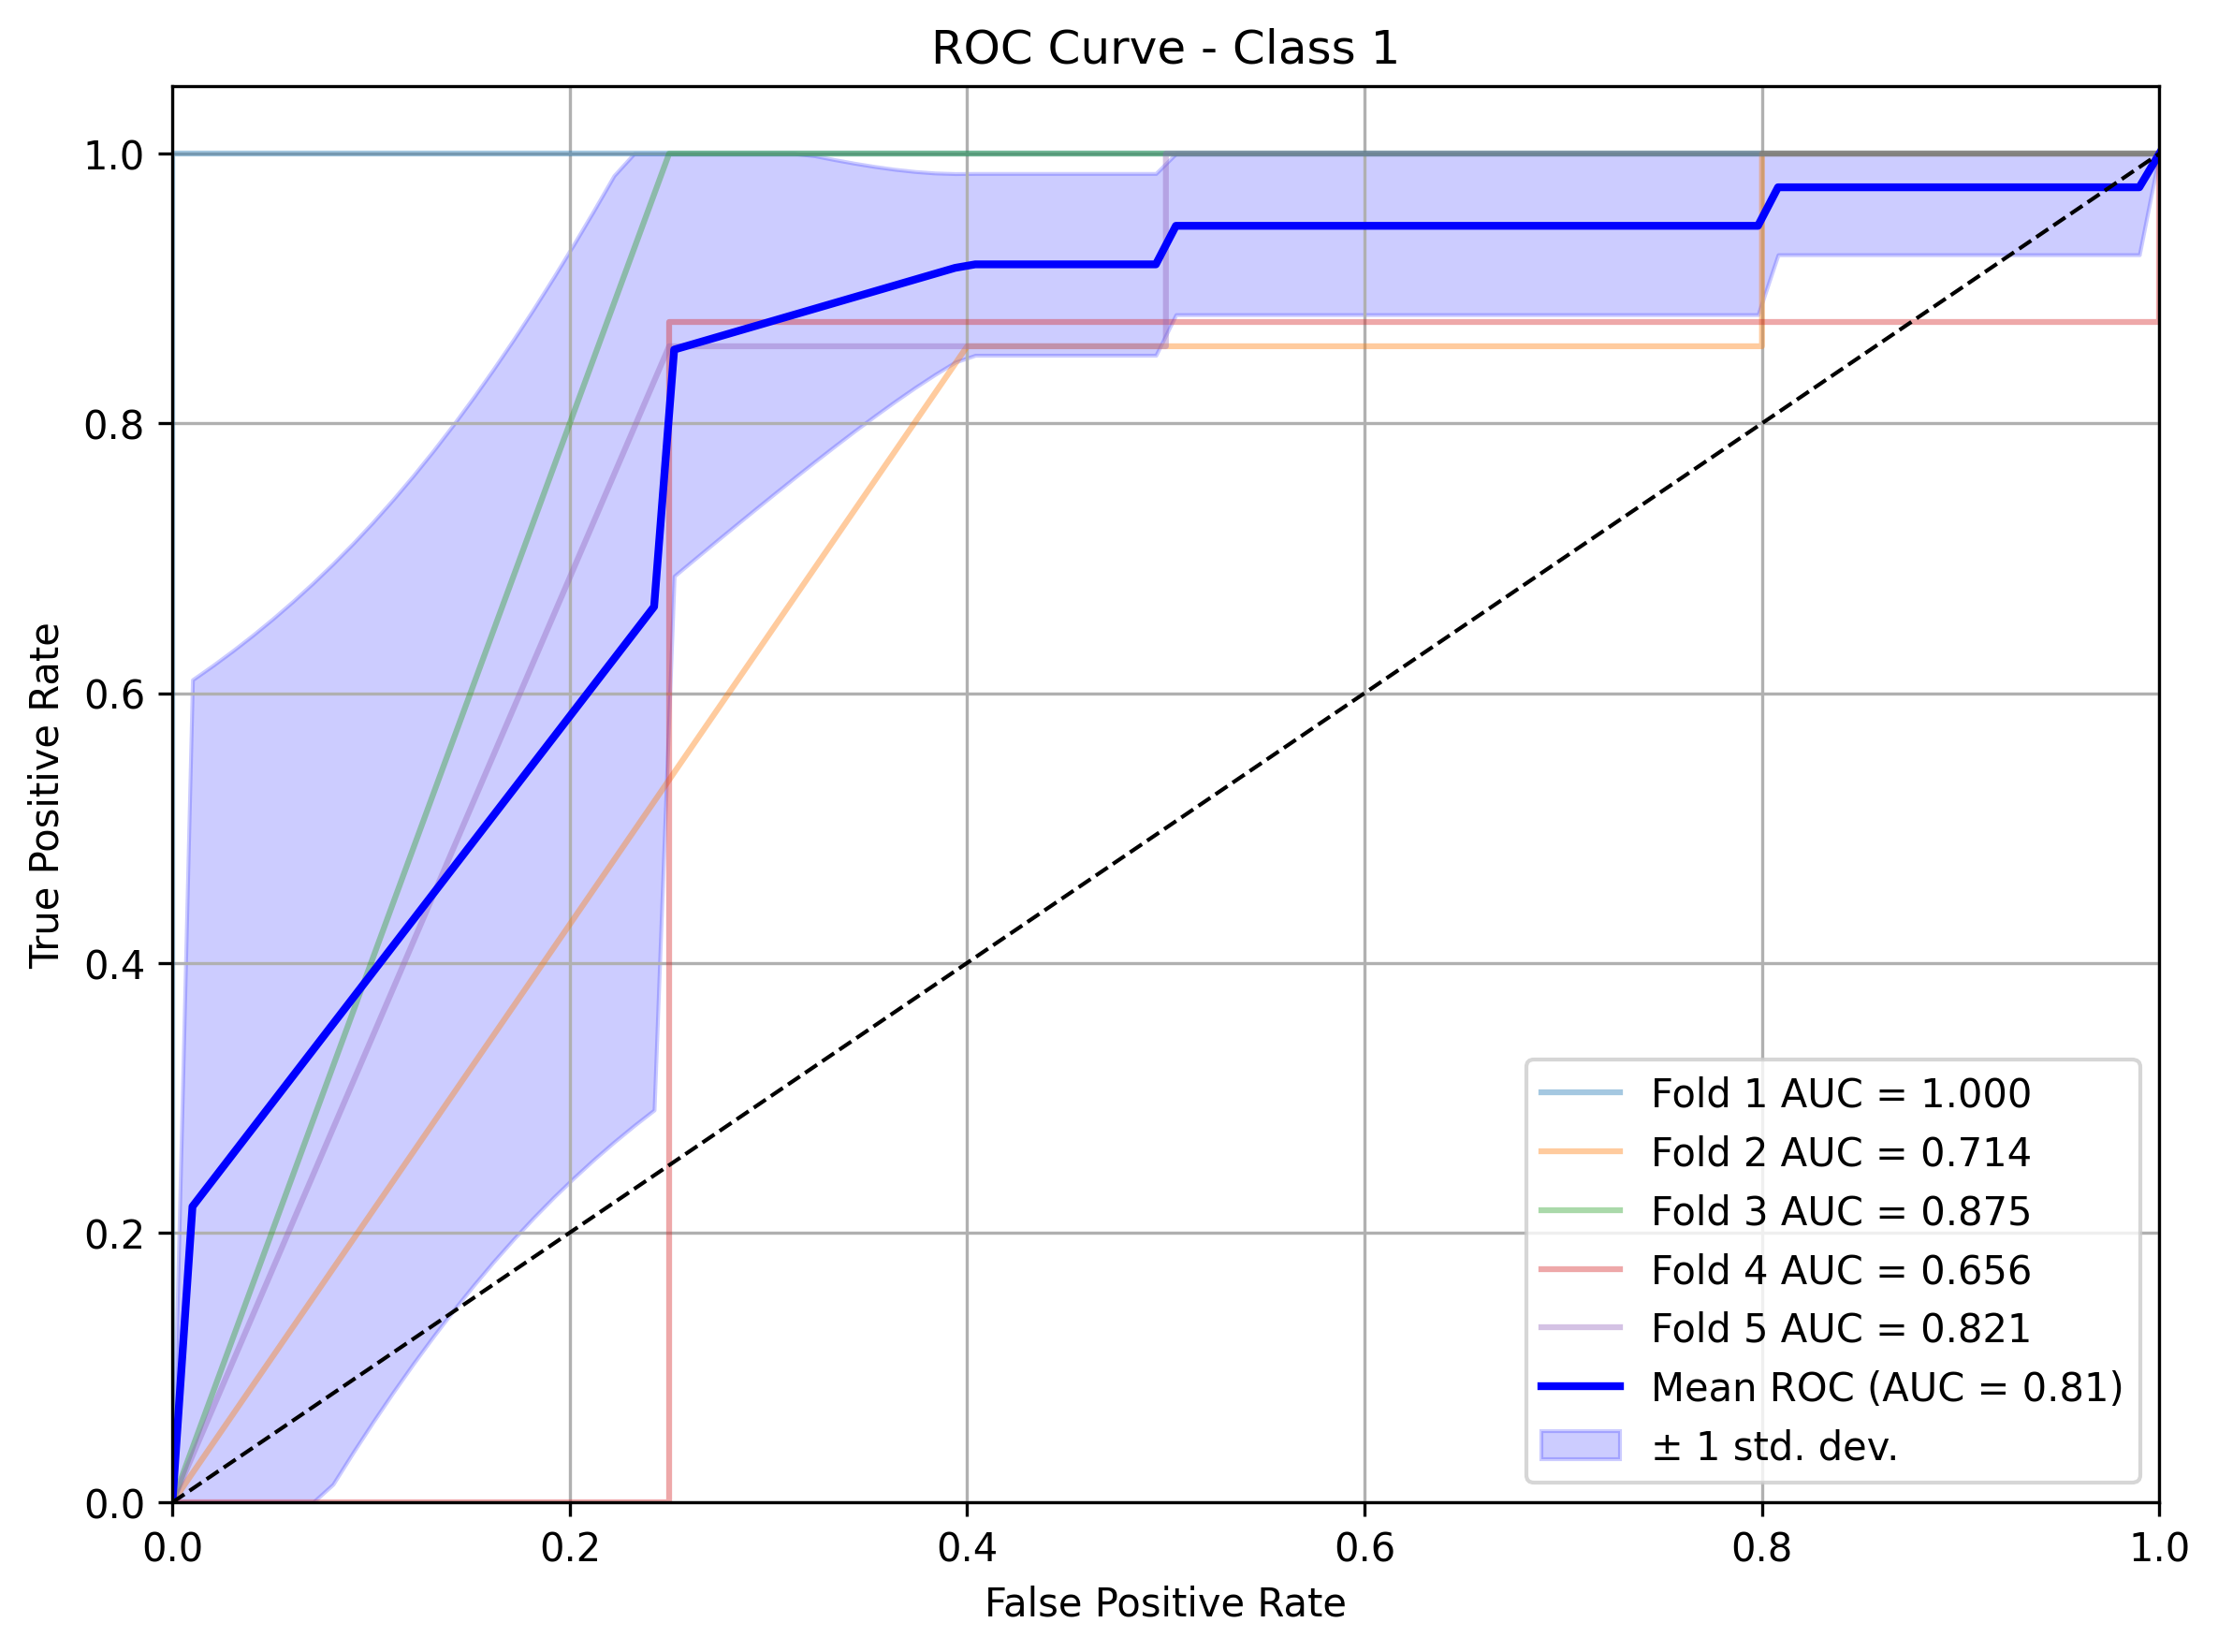 ROC Curve - Class 1
True Positive Rate
1.0
0.8
0.6
0.4
0.2
0.0
0.0 0.2 0.4 0.6 0.8 1.0
False Positive Rate
Fold 1 AUC = 1.000
Fold 2 AUC = 0.714
Fold 3 AUC = 0.875
Fold 4 AUC = 0.656
Fold 5 AUC = 0.821
Mean ROC (AUC = 0.81)
± 1 std. dev.